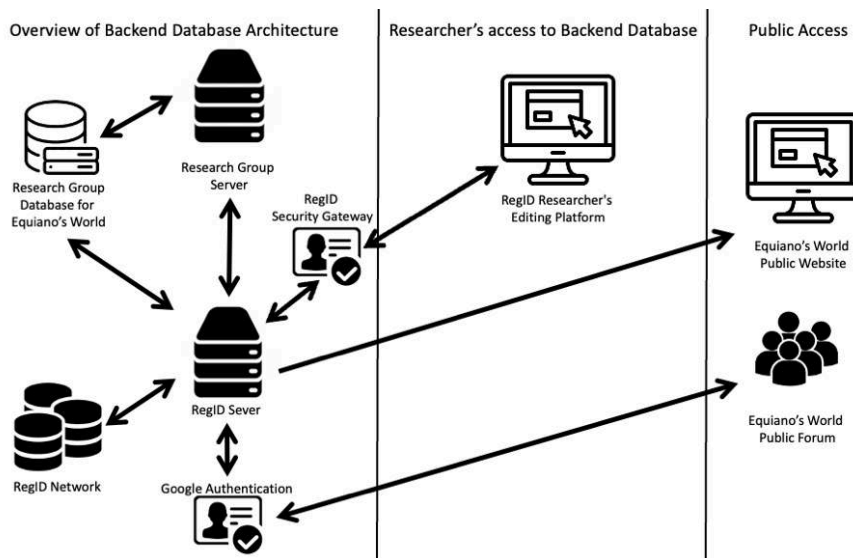 Overview of Backend Database Architecture
Researcher's access to Backend Database
Public Access
Research Group
Server
Research Group
Database for
Equiano's World
RegID
Security Gateway
RegID Researcher's
Editing Platform
Equiano's World
Public Website
RegID Sever
Equiano's World
Public Forum
RegID Network
Google Authentication